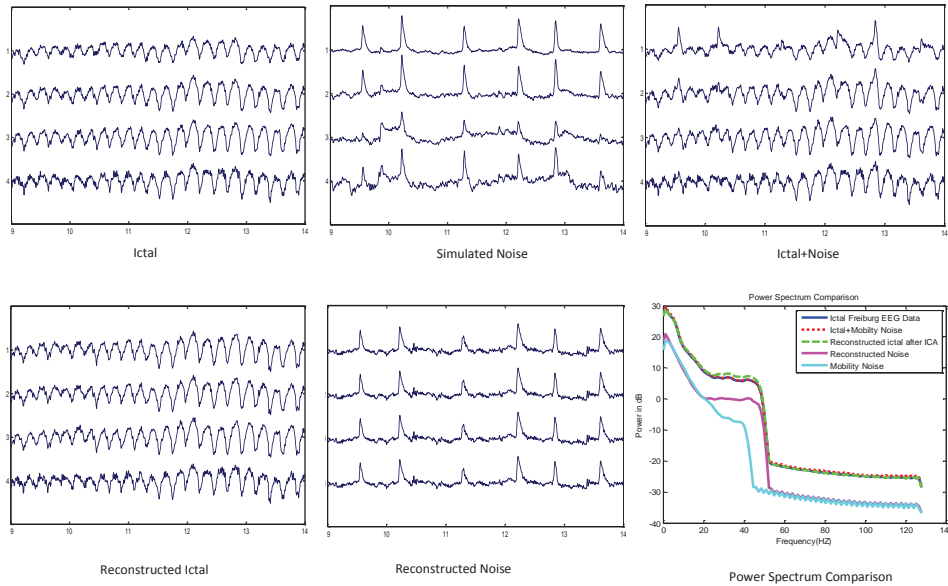 1
2
3
4
9 10 11 12 13 14
Ictal
1
2
3
4
9 10 11 12 13 14
Simulated Noise
1
2
3
4
9 10 11 12 13 14
Ictal+Noise
1
2
3
4
9 10 11 12 13 14
Reconstructed Ictal
1
2
3
4
9 10 11 12 13 14
Reconstructed Noise
Power Spectrum Comparison
30
20
10
0
-10
-20
-30
-40
Power in dB
Ictal Freiburg EEG Data
Ictal+Mobilty Noise
Reconstructed ictal after ICA
Reconstructed Noise
Mobility Noise
0 20 40 60 80 100 120 14
Frequency(HZ)
Power Spectrum Comparison